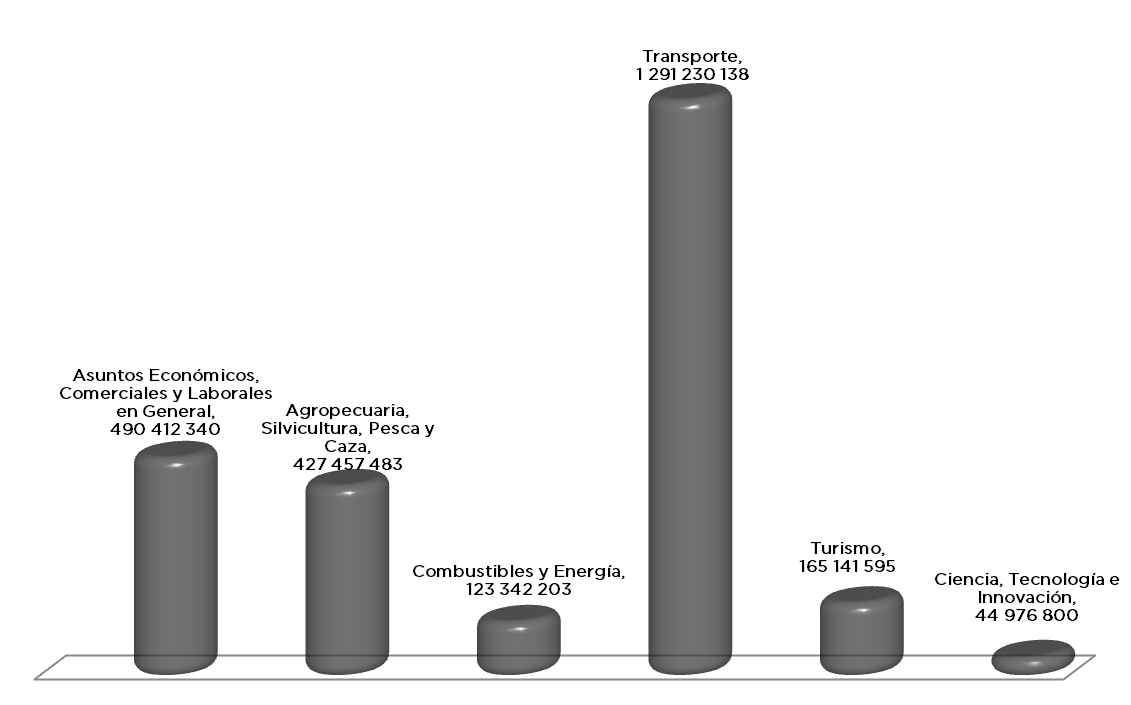 Asuntos Económicos,
Comerciales y Laborales
en General,
490 412 340
Agropecuaria,
Silvicultura, Pesca y
Caza,
427 457 483
Combustibles y Energía,
123 342 203
Transporte,
1 291 230 138
Turismo,
165 141 595
Ciencia, Tecnología e
Innovación,
44 976 800